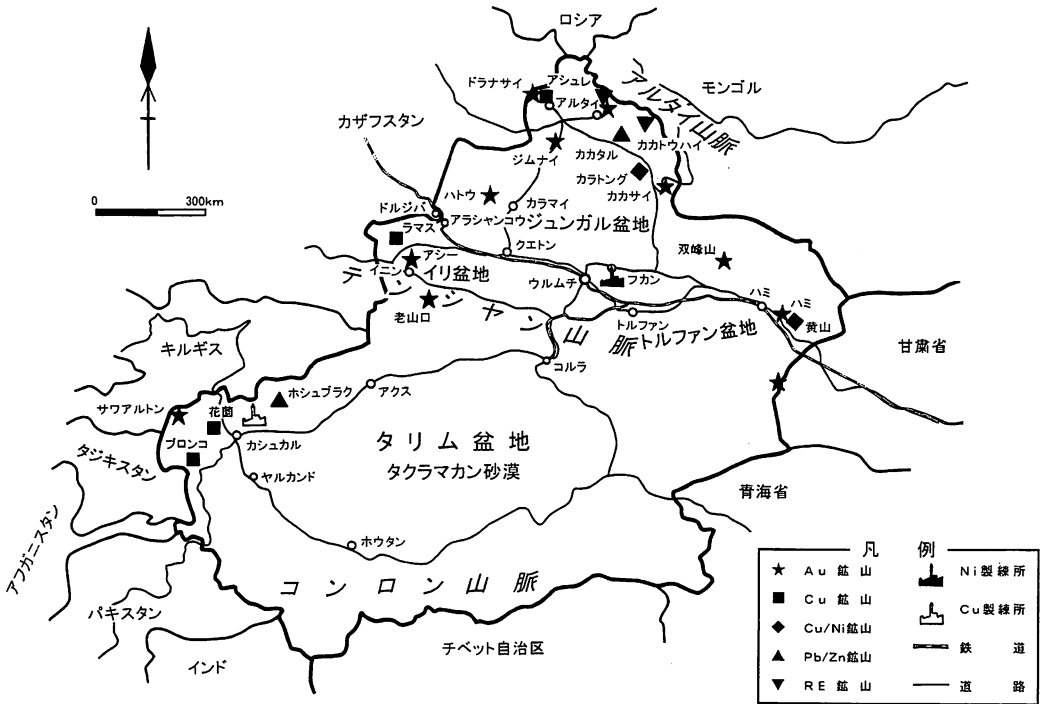 ロシア
ドラナサイ
アシュレ
アルタイ
アルタイ山脈
モンゴル
カザフスタン
カカタル
カカトウハイ
ジムナイ
カラトング
カカサイ
0 300km
ハトウ
カラマイ
ドルジバ
アラシャンコウ
ジュンガル盆地
ラマス
クエトン
双峰山
アシー
イニン
イリ盆地
ウルムチ
フカン
テンシャン山脈
老山口
トルファン
トルファン盆地
ハミ
ハミ
黄山
甘粛省
キルギス
コルラ
ホシュブラク
アクス
サワアルトン
花園
カシュカル
ブロンコ
タリム盆地
タクラマカン砂漠
タジキスタン
ヤルカンド
青海省
ホウタン
アフガニスタン
コンロン山脈
パキスタン
インド
チベット自治区
凡例
Au鉱山
Cu鉱山
Cu/Ni鉱山
Pb/Zn鉱山
RE鉱山
Ni製練所
Cu製練所
鉄道
道路